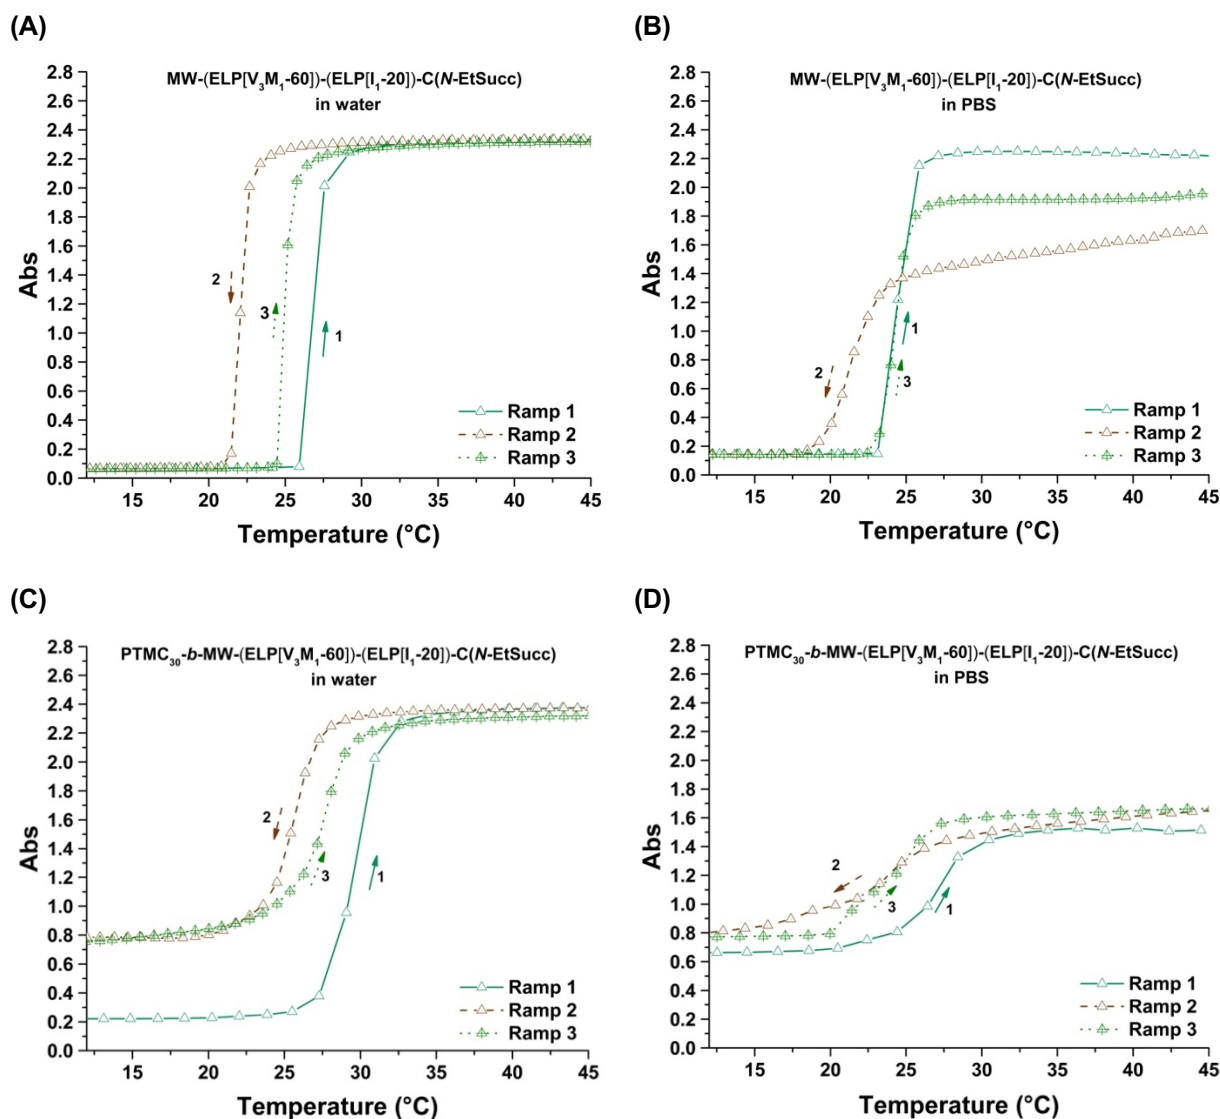 (A)
MW-(ELP[V₃M₁-60])-(ELP[I₁-20])-C(N-EtSucc)
in water
Abs
2.8
2.6
2.4
2.2
2.0
1.8
1.6
1.4
1.2
1.0
0.8
0.6
0.4
0.2
0.0
2
3
1
Ramp 1
Ramp 2
Ramp 3
15 20 25 30 35 40 45
Temperature (°C)
(B)
MW-(ELP[V₃M₁-60])-(ELP[I₁-20])-C(N-EtSucc)
in PBS
Abs
2.8
2.6
2.4
2.2
2.0
1.8
1.6
1.4
1.2
1.0
0.8
0.6
0.4
0.2
0.0
1
2
3
Ramp 1
Ramp 2
Ramp 3
15 20 25 30 35 40 45
Temperature (°C)
(C)
PTMC₃₀-b-MW-(ELP[V₃M₁-60])-(ELP[I₁-20])-C(N-EtSucc)
in water
Abs
2.8
2.6
2.4
2.2
2.0
1.8
1.6
1.4
1.2
1.0
0.8
0.6
0.4
0.2
0.0
2
3
1
Ramp 1
Ramp 2
Ramp 3
15 20 25 30 35 40 45
Temperature (°C)
(D)
PTMC₃₀-b-MW-(ELP[V₃M₁-60])-(ELP[I₁-20])-C(N-EtSucc)
in PBS
Abs
2.8
2.6
2.4
2.2
2.0
1.8
1.6
1.4
1.2
1.0
0.8
0.6
0.4
0.2
0.0
2
3
1
Ramp 1
Ramp 2
Ramp 3
15 20 25 30 35 40 45
Temperature (°C)